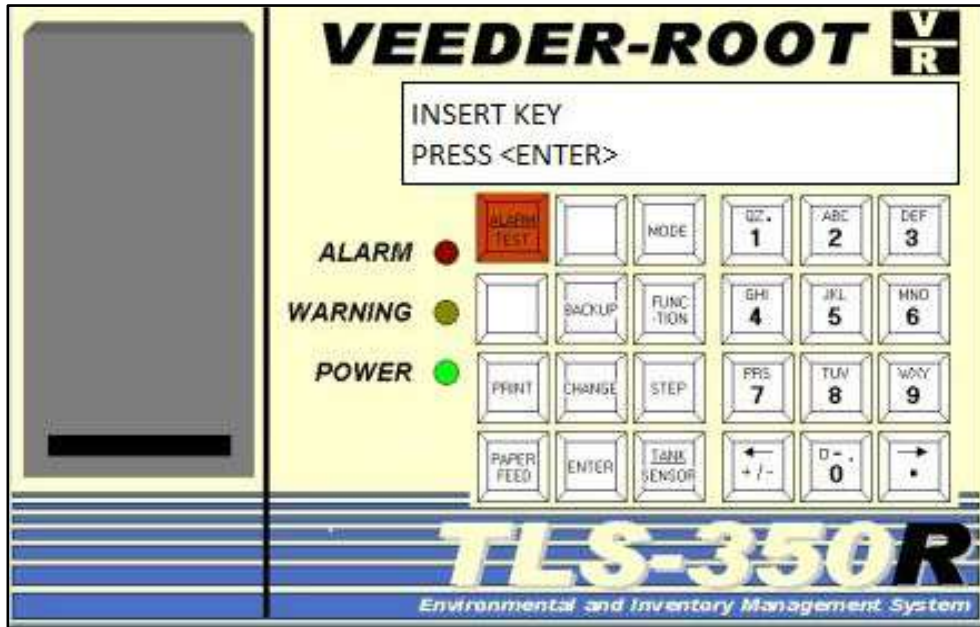 VEEDER-ROOT V R
INSERT KEY
PRESS <ENTER>
ALARM
WARNING
POWER
ALARM TEST
MODE
QZ. 1
ABC 2
DEF 3
BACKUP
FUNC -TION
GHI 4
JKL 5
MNO 6
PRINT
CHANGE
STEP
PRS 7
TUV 8
WXY 9
PAPER FEED
ENTER
TANK SENSOR
← +/-
0 - , 0
→ .
TLS-350R
Environmental and Inventory Management System